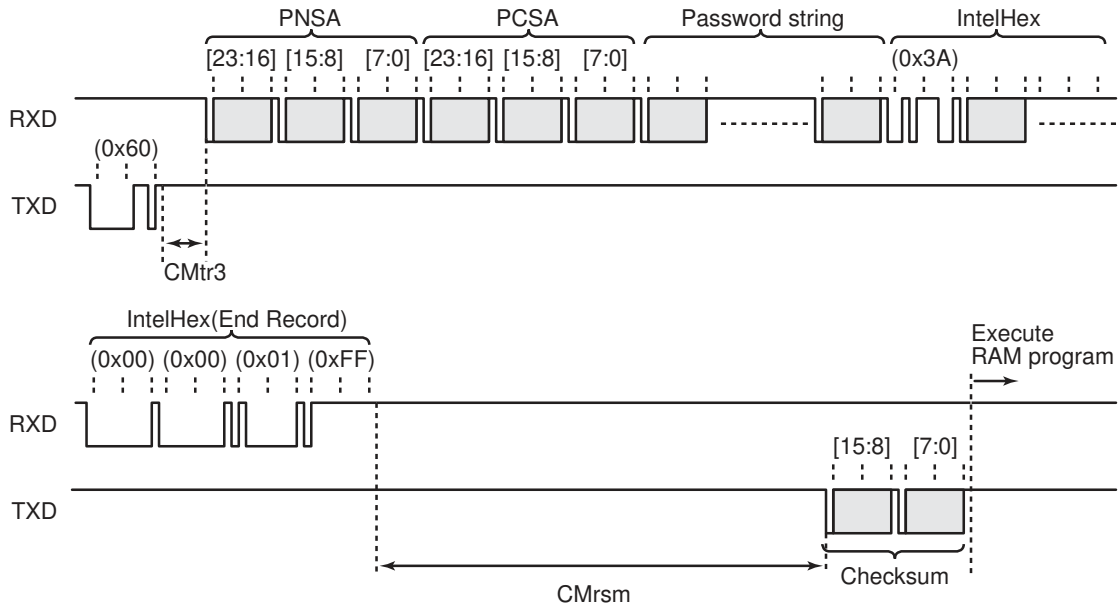 PNSA PCSA Password string IntelHex
[23:16] [15:8] [7:0] [23:16] [15:8] [7:0] (0x3A)
RXD
(0x60)
TXD
CMtr3
IntelHex(End Record)
(0x00) (0x00) (0x01) (0xFF)
Execute
RAM program
RXD
[15:8] [7:0]
TXD
Checksum
CMrsm